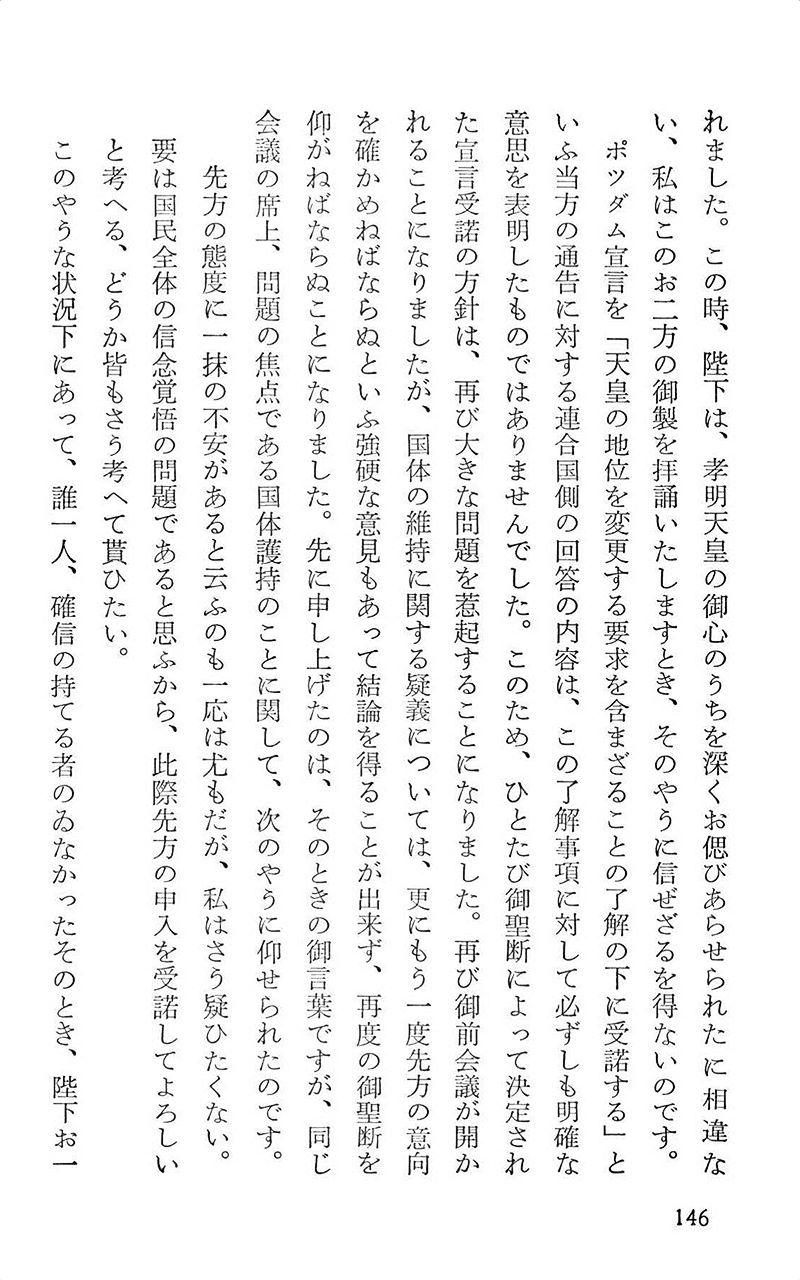 れました。この時、陛下は、孝明天皇の御心のうちを深くお偲びあらせられたに相違な
い、私はこのお二方の御製を拝誦いたしますとき、そのやうに信ぜざるを得ないのです。
ポツダム宣言を「天皇の地位を変更する要求を含まざることの了解の下に受諾する」と
いふ当方の通告に対する連合国側の回答の内容は、この了解事項に対して必ずしも明確な
意思を表明したものではありませんでした。このため、ひとたび御聖断によって決定され
た宣言受諾の方針は、再び大きな問題を惹起することになりました。再び御前会議が開か
れることになりましたが、国体の維持に関する疑義については、更にもう一度先方の意向
を確かめねばならぬといふ強硬な意見もあって結論を得ることが出来ず、再度の御聖断を
仰がねばならぬことになりました。先に申し上げたのは、そのときの御言葉ですが、同じ
会議の席上、問題の焦点である国体護持のことに関して、次のやうに仰せられたのです。
先方の態度に一抹の不安があると云ふのも一応は尤もだが、私はさう疑ひたくない。
要は国民全体の信念覚悟の問題であると思ふから、此際先方の申入を受諾してよろしい
と考へる、どうか皆もさう考へて貰ひたい。
このやうな状況下にあって、誰一人、確信の持てる者のゐなかったそのとき、陛下お一
146